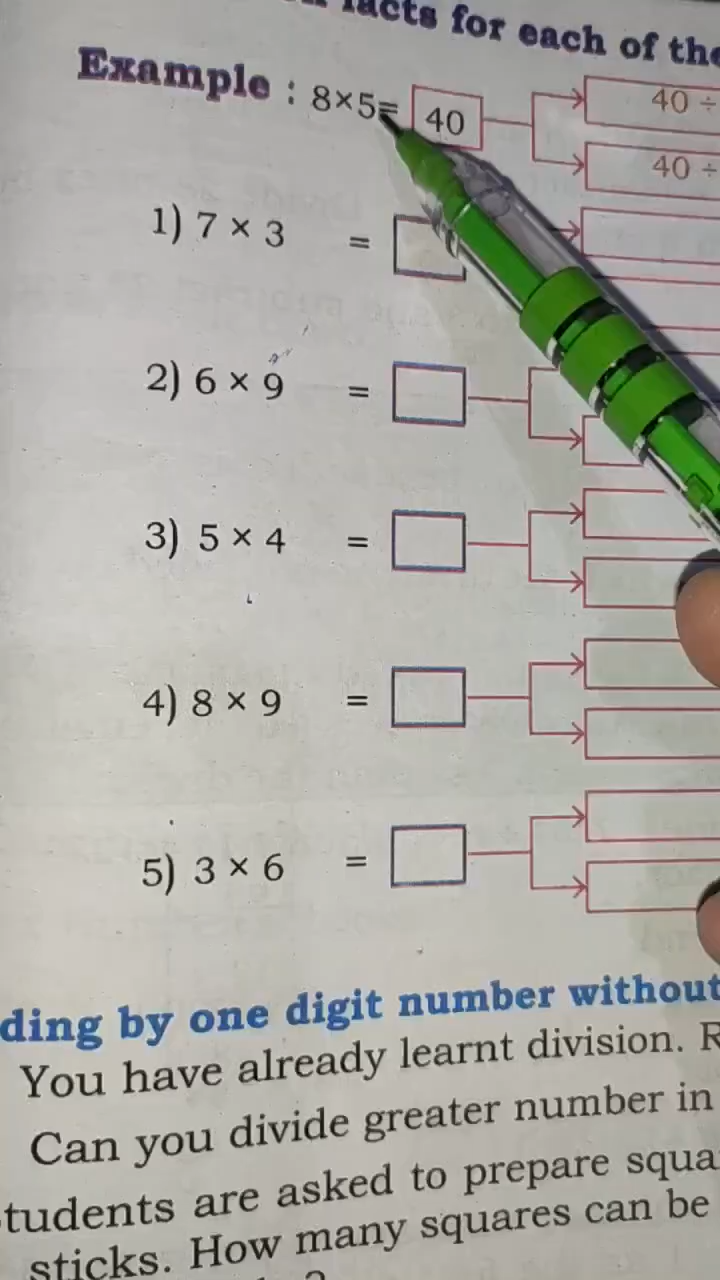 facts for each of the
Example : 8×5= 40
40 ÷
40 ÷
1) 7 × 3 =
2) 6 × 9 =
3) 5 × 4 =
4) 8 × 9 =
5) 3 × 6 =
ding by one digit number without
You have already learnt division. R
Can you divide greater number in
tudents are asked to prepare squa
sticks. How many squares can be